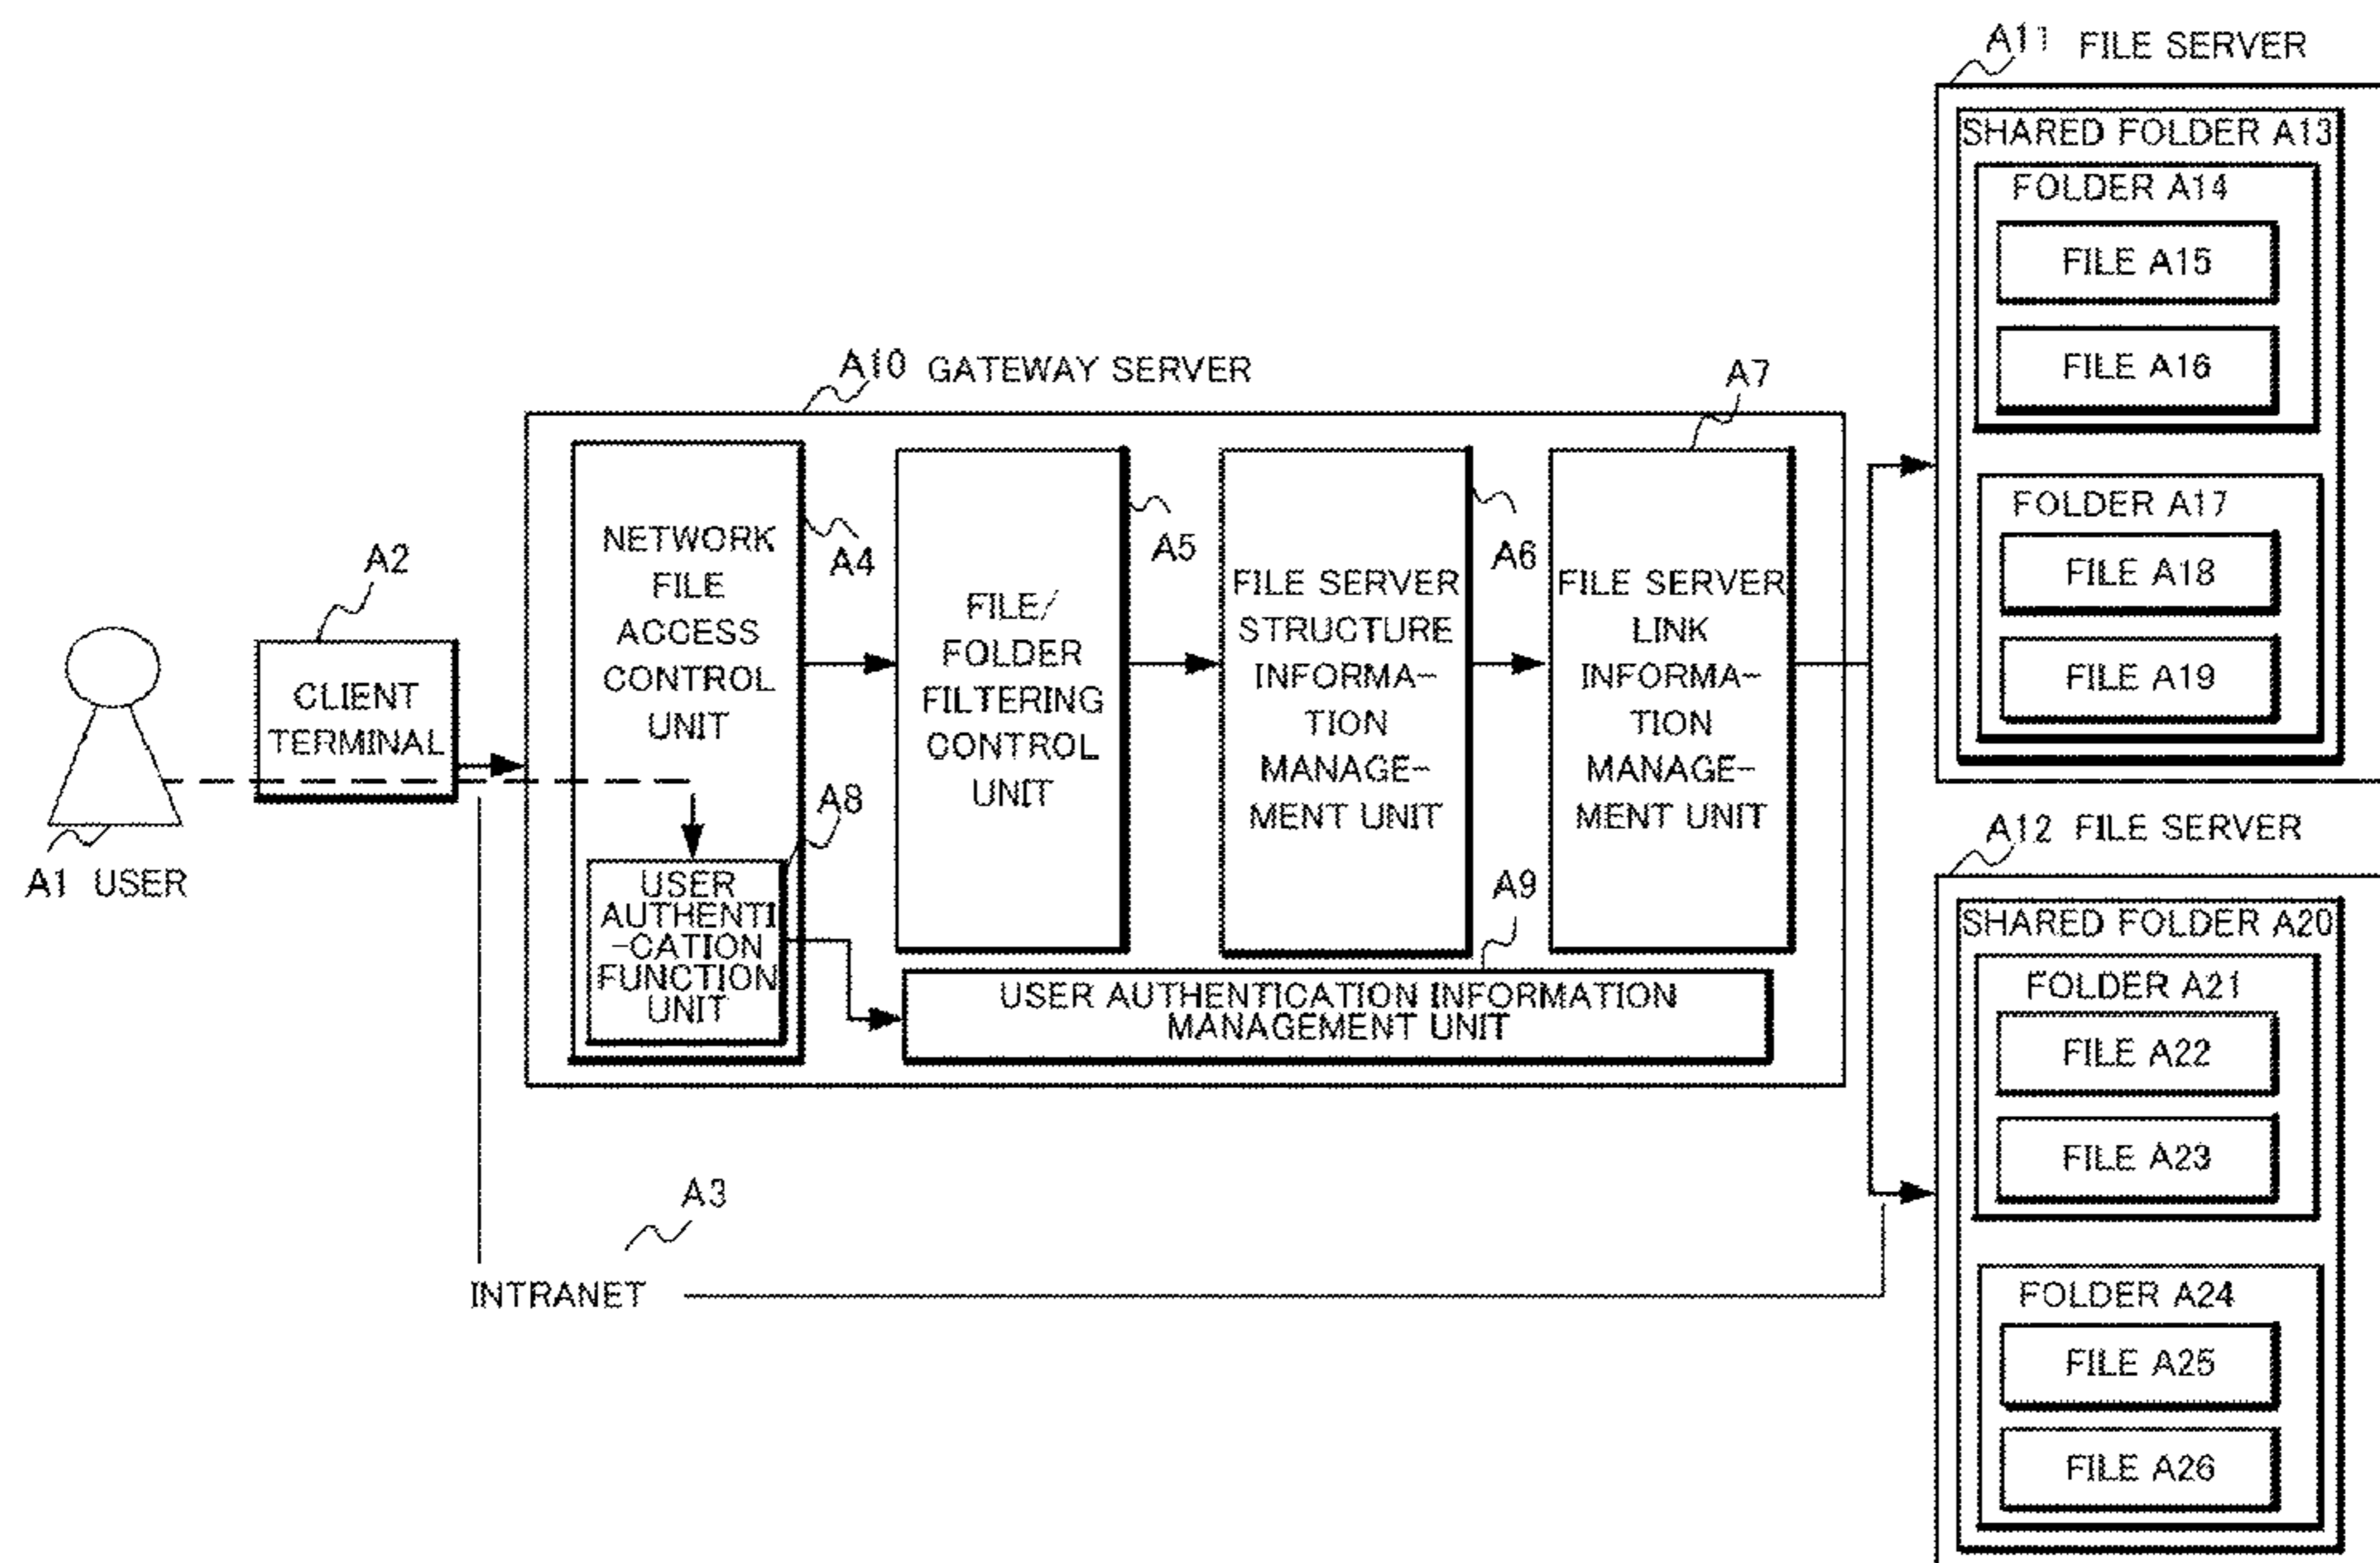 A11 FILE SERVER
SHARED FOLDER A13
FOLDER A14
FILE A15
FILE A16
FOLDER A17
FILE A18
FILE A19
A10 GATEWAY SERVER
A7
NETWORK
FILE
ACCESS
CONTROL
UNIT
A4
FILE/
FOLDER
FILTERING
CONTROL
UNIT
A5
FILE SERVER
STRUCTURE
INFORMA-
TION
MANAGE-
MENT UNIT
A6
FILE SERVER
LINK
INFORMA-
TION
MANAGE-
MENT UNIT
A2
CLIENT
TERMINAL
A1 USER
A8
USER
AUTHENTI
-CATION
FUNCTION
UNIT
A9
USER AUTHENTICATION INFORMATION
MANAGEMENT UNIT
A3
INTRANET
A12 FILE SERVER
SHARED FOLDER A20
FOLDER A21
FILE A22
FILE A23
FOLDER A24
FILE A25
FILE A26